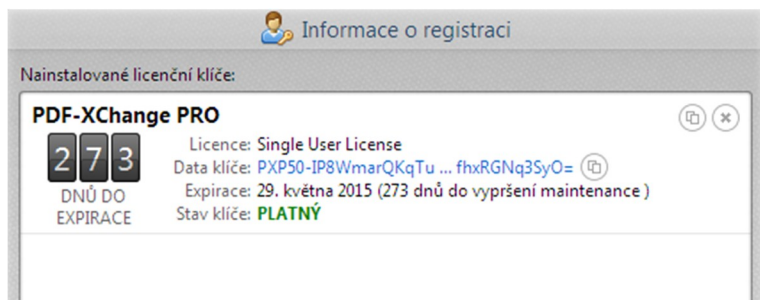 Informace o registraci
Nainstalované licenční klíče:
PDF-XChange PRO
273
DNŮ DO
EXPIRACE
Licence: Single User License
Data klíče: PXP50-IP8WmarQKqTu ... fhxRGNq3SyO=
Expirace: 29. května 2015 (273 dnů do vypršení maintenance )
Stav klíče: PLATNÝ